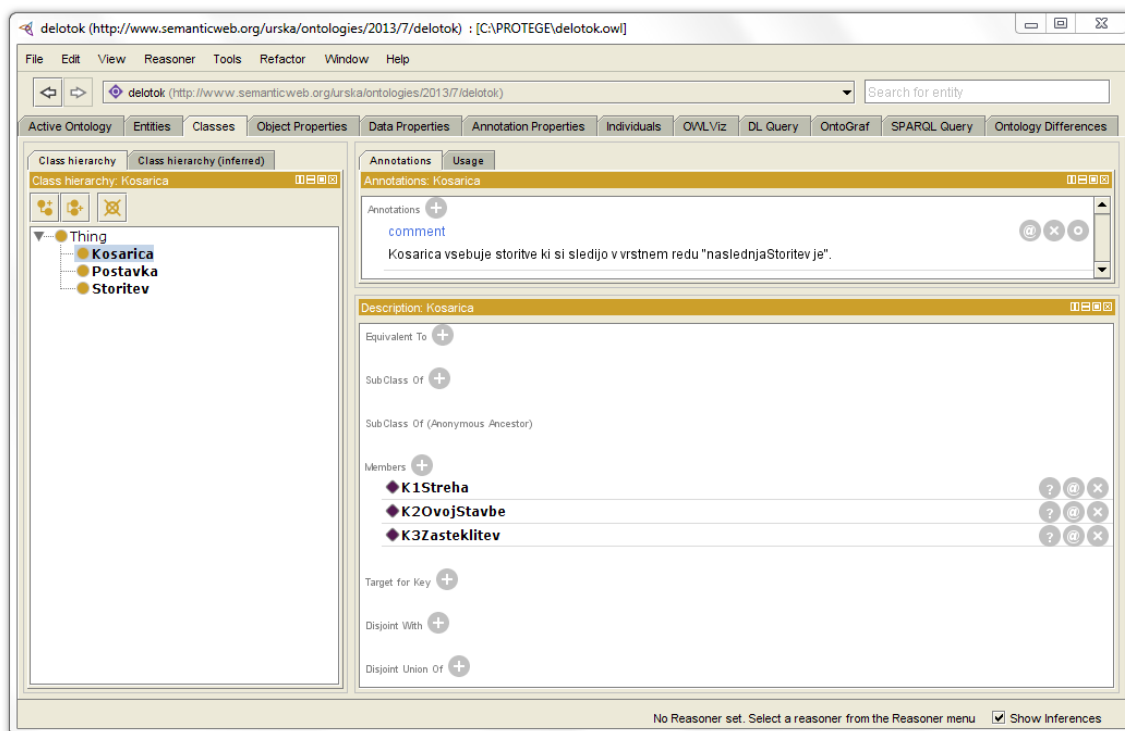 delotok (http://www.semanticweb.org/urska/ontologies/2013/7/delotok) : [C:\PROTEGE\delotok.owl]
File Edit View Reasoner Tools Refactor Window Help
delotok (http://www.semanticweb.org/urska/ontologies/2013/7/delotok) Search for entity
Active Ontology Entities Classes Object Properties Data Properties Annotation Properties Individuals OWLViz DL Query OntoGraf SPARQL Query Ontology Differences
Class hierarchy Class hierarchy (inferred)
Class hierarchy: Kosarica
Thing
Kosarica
Postavka
Storitev
Annotations Usage
Annotations: Kosarica
Annotations
comment
Kosarica vsebuje storitve ki si sledijo v vrstnem redu "naslednjaStoritev je".
Description: Kosarica
Equivalent To
SubClass Of
SubClass Of (Anonymous Ancestor)
Members
K1Streha
K2OvojStavbe
K3Zasteklitev
Target for Key
Disjoint With
Disjoint Union Of
No Reasoner set. Select a reasoner from the Reasoner menu Show Inferences